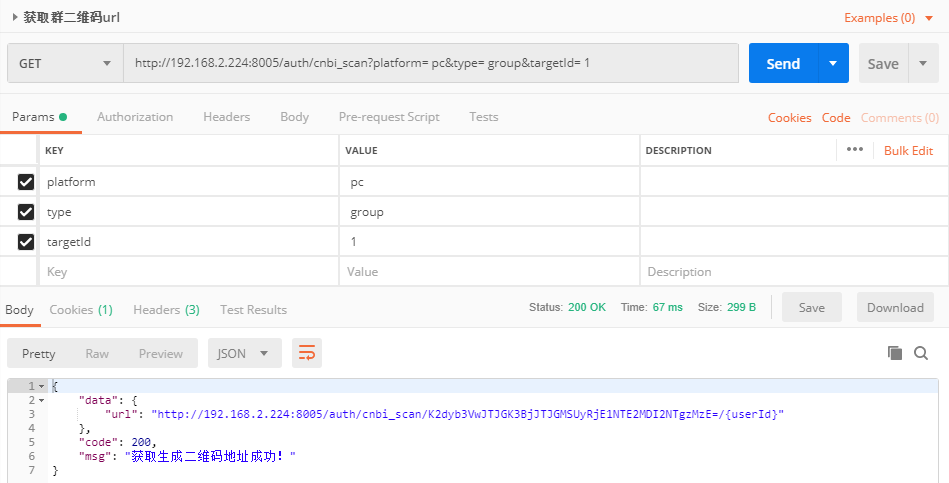 获取群二维码url
Examples (0)
GET
http://192.168.2.224:8005/auth/cnbi_scan?platform= pc&type= group&targetId= 1
Send
Save
Params
Authorization
Headers
Body
Pre-request Script
Tests
Cookies
Code
Comments (0)
KEY VALUE DESCRIPTION ••• Bulk Edit
platform pc
type group
targetId 1
Key Value Description
Body
Cookies (1)
Headers (3)
Test Results
Status: 200 OK
Time: 67 ms
Size: 299 B
Save
Download
Pretty
Raw
Preview
JSON
1 {
2 "data": {
3 "url": "http://192.168.2.224:8005/auth/cnbi_scan/K2dyb3VwJTJGK3BjJTJGMSUyRjE1NTE2MDI2NTgzMzE=/{userId}"
4 },
5 "code": 200,
6 "msg": "获取生成二维码地址成功！"
7 }